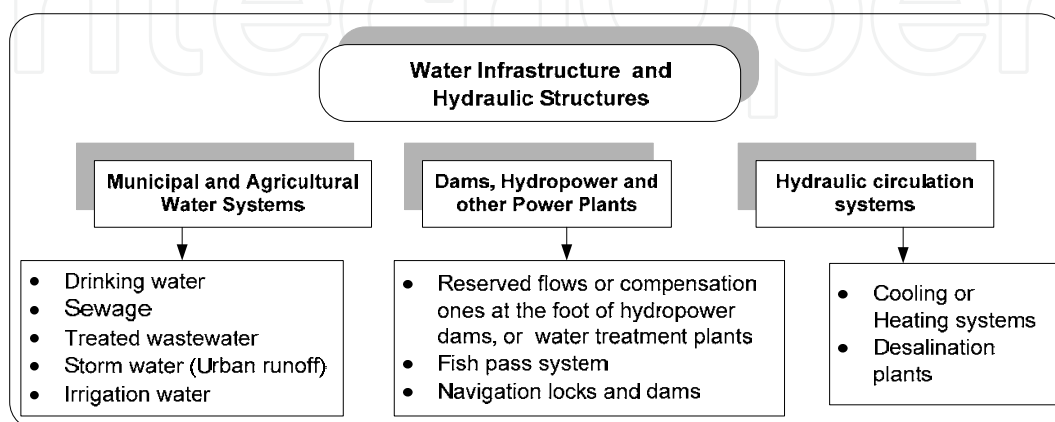 Water Infrastructure and
Hydraulic Structures
Municipal and Agricultural
Water Systems
Dams, Hydropower and
other Power Plants
Hydraulic circulation
systems
• Drinking water
• Sewage
• Treated wastewater
• Storm water (Urban runoff)
• Irrigation water
• Reserved flows or compensation
ones at the foot of hydropower
dams, or water treatment plants
• Fish pass system
• Navigation locks and dams
• Cooling or
Heating systems
• Desalination
plants